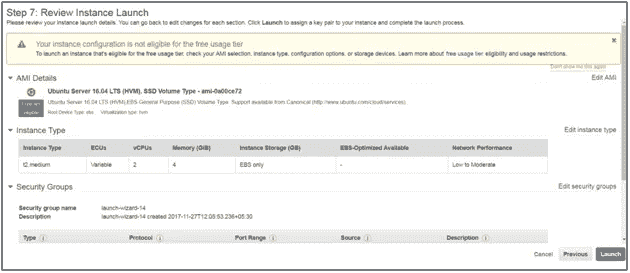 Step 7: Review Instance Launch
Please review your instance launch details. You can go back to edit changes for each section. Click Launch to assign a key pair to your instance and complete the launch process.
Your instance configuration is not eligible for the free usage tier
To launch an instance that's eligible for the free usage tier, check your AMI selection, instance type, configuration options, or storage devices. Learn more about free usage tier eligibility and usage restrictions.
Don't show me this again
AMI Details
Edit AMI
Ubuntu Server 16.04 LTS (HVM), SSD Volume Type - ami-0a00ce72
Free tier eligible
Ubuntu Server 16.04 LTS (HVM),EBS General Purpose (SSD) Volume Type. Support available from Canonical (http://www.ubuntu.com/cloud/services).
Root Device Type: ebs Virtualization type: hvm
Instance Type
Edit instance type
Instance Type ECUs vCPUs Memory (GiB) Instance Storage (GB) EBS-Optimized Available Network Performance
t2.medium Variable 2 4 EBS only - Low to Moderate
Security Groups
Edit security groups
Security group name launch-wizard-14
Description launch-wizard-14 created 2017-11-27T12:05:53.236+05:30
Type Protocol Port Range Source Description
Cancel Previous Launch